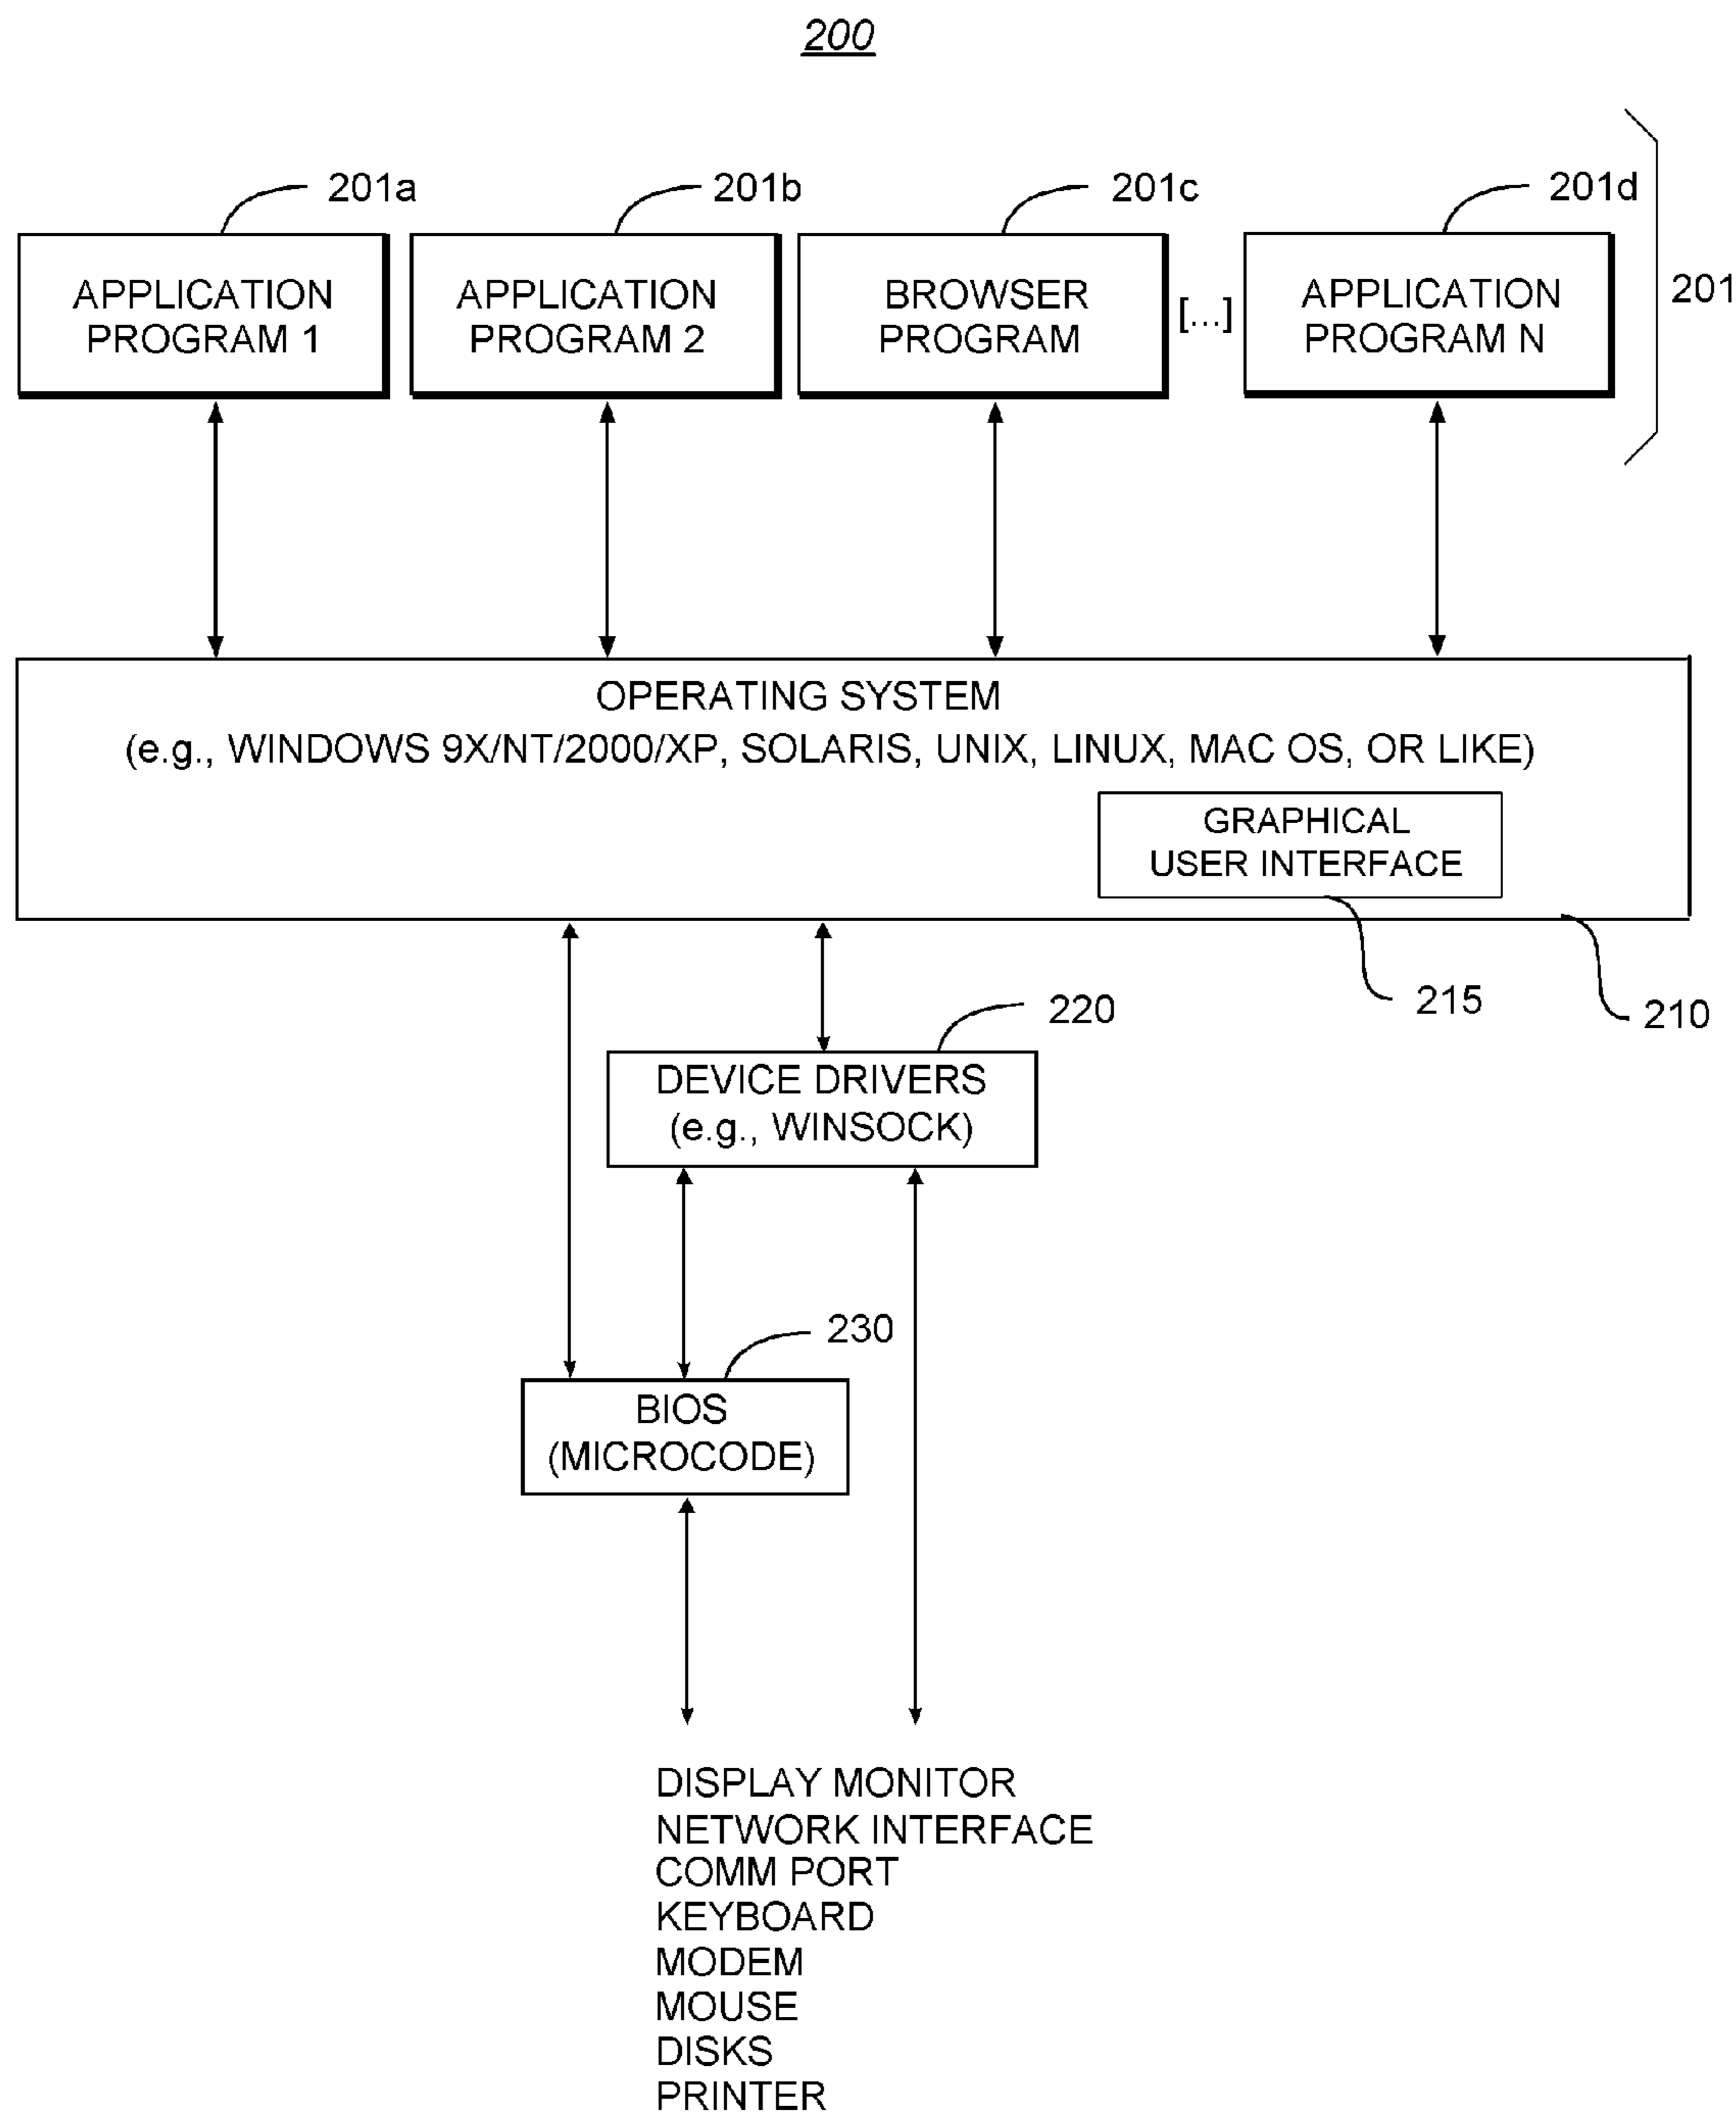 200
201a
201b
201c
201d
201
APPLICATION
PROGRAM 1
APPLICATION
PROGRAM 2
BROWSER
PROGRAM
[...]
APPLICATION
PROGRAM N
OPERATING SYSTEM
(e.g., WINDOWS 9X/NT/2000/XP, SOLARIS, UNIX, LINUX, MAC OS, OR LIKE)
GRAPHICAL
USER INTERFACE
215
210
220
DEVICE DRIVERS
(e.g., WINSOCK)
230
BIOS
(MICROCODE)
DISPLAY MONITOR
NETWORK INTERFACE
COMM PORT
KEYBOARD
MODEM
MOUSE
DISKS
PRINTER